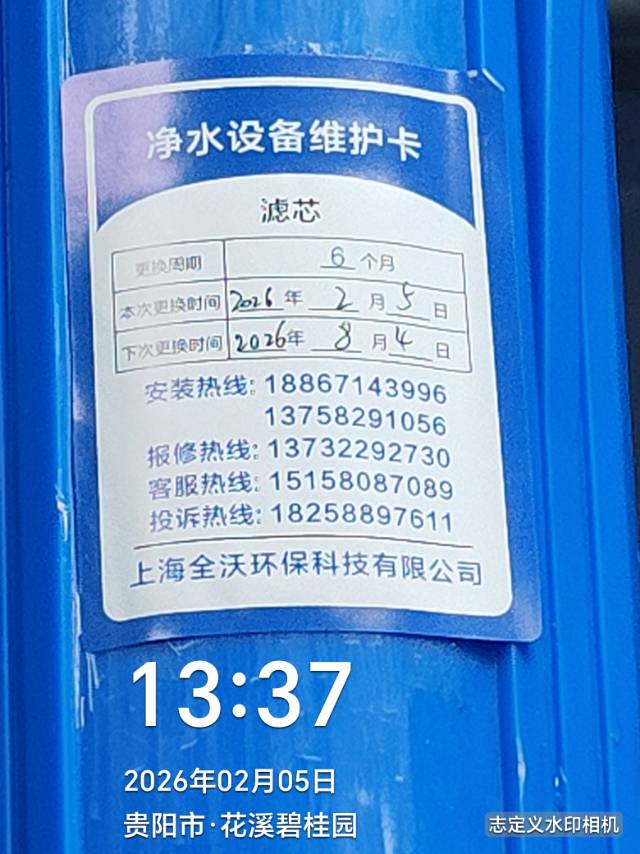 净水设备维护卡
滤芯
更换周期 6 个月
本次更换时间 2026 年 2 月 5 日
下次更换时间 2026 年 8 月 4 日
安装热线: 18867143996
13758291056
报修热线: 13732292730
客服热线: 15158087089
投诉热线: 18258897611
上海全沃环保科技有限公司
13:37
2026年02月05日
贵阳市·花溪碧桂园
志定义水印相机